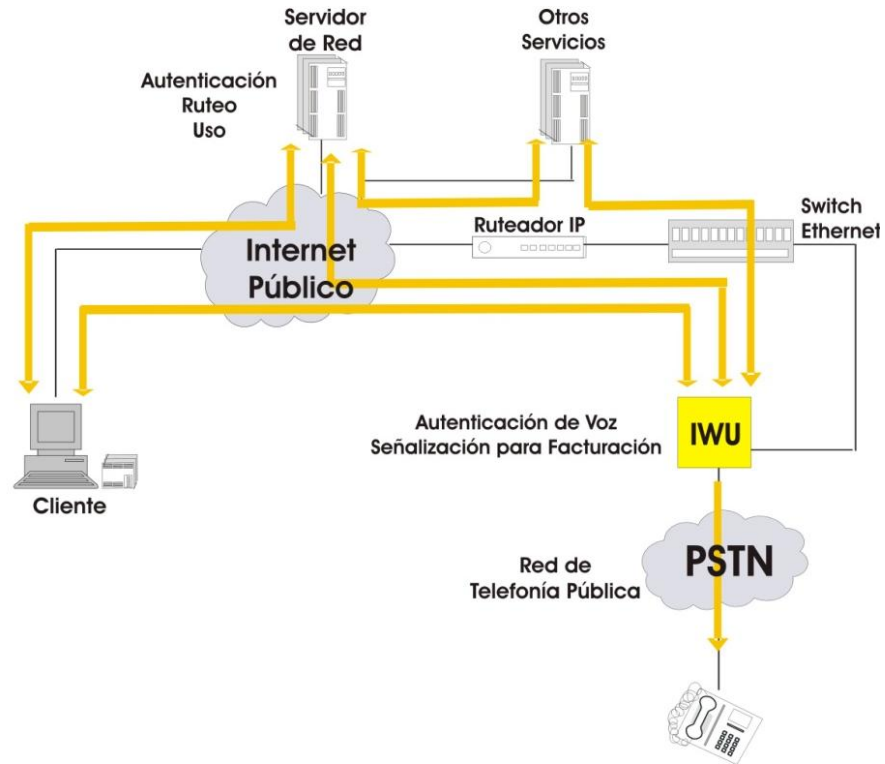 Servidor
de Red
Otros
Servicios
Autenticación
Ruteo
Uso
Internet
Público
Ruteador IP
Switch
Ethernet
Autenticación de Voz
Señalización para Facturación
IWU
Cliente
PSTN
Red de
Telefonía Pública